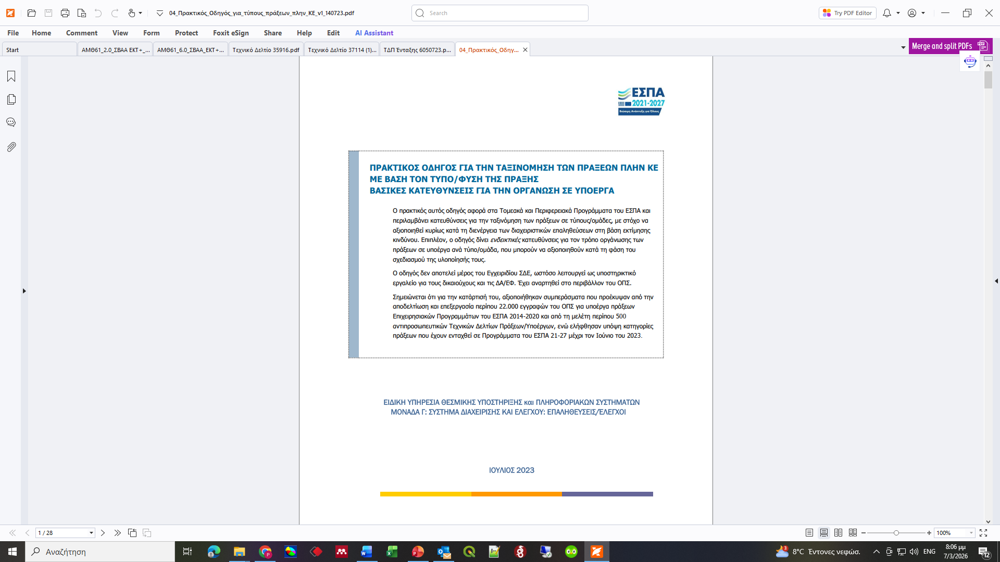 04_Πρακτικός_Οδηγός_για_τύπους_πράξεων_πλην_ΚΕ_v1_140723.pdf
Search
Try PDF Editor
File Home Comment View Form Protect Foxit eSign Share Help Edit AI Assistant
Start
ΑΜΘ61_2.0_ΣΒΑΑ ΕΚΤ+_...
ΑΜΘ61_6.0_ΣΒΑΑ_ΕΚΤ+...
Τεχνικό Δελτίο 35916.pdf
Τεχνικό Δελτίο 37114 (1)...
ΤΔΠ Ένταξης 6050723.p...
04_Πρακτικός_Οδηγ...
Merge and split PDFs
ΕΣΠΑ
2021-2027
Βιώσιμη Ανάπτυξη για Όλους
ΠΡΑΚΤΙΚΟΣ ΟΔΗΓΟΣ ΓΙΑ ΤΗΝ ΤΑΞΙΝΟΜΗΣΗ ΤΩΝ ΠΡΑΞΕΩΝ ΠΛΗΝ ΚΕ
ΜΕ ΒΑΣΗ ΤΟΝ ΤΥΠΟ/ΦΥΣΗ ΤΗΣ ΠΡΑΞΗΣ
ΒΑΣΙΚΕΣ ΚΑΤΕΥΘΥΝΣΕΙΣ ΓΙΑ ΤΗΝ ΟΡΓΑΝΩΣΗ ΣΕ ΥΠΟΕΡΓΑ
Ο πρακτικός αυτός οδηγός αφορά στα Τομεακά και Περιφερειακά Προγράμματα του ΕΣΠΑ και
περιλαμβάνει κατευθύνσεις για την ταξινόμηση των πράξεων σε τύπους/ομάδες, με στόχο να
αξιοποιηθεί κυρίως κατά τη διενέργεια των διαχειριστικών επαληθεύσεων στη βάση εκτίμησης
κινδύνου. Επιπλέον, ο οδηγός δίνει ενδεικτικές κατευθύνσεις για τον τρόπο οργάνωσης των
πράξεων σε υποέργα ανά τύπο/ομάδα, που μπορούν να αξιοποιηθούν κατά τη φάση του
σχεδιασμού της υλοποίησής τους.
Ο οδηγός δεν αποτελεί μέρος του Εγχειριδίου ΣΔΕ, ωστόσο λειτουργεί ως υποστηρικτικό
εργαλείο για τους δικαιούχους και τις ΔΑ/ΕΦ. Έχει αναρτηθεί στο περιβάλλον του ΟΠΣ.
Σημειώνεται ότι για την κατάρτισή του, αξιοποιήθηκαν συμπεράσματα που προέκυψαν από την
αποδελτίωση και επεξεργασία περίπου 22.000 εγγραφών του ΟΠΣ για υποέργα πράξεων
Επιχειρησιακών Προγραμμάτων του ΕΣΠΑ 2014-2020 και από τη μελέτη περίπου 500
αντιπροσωπευτικών Τεχνικών Δελτίων Πράξεων/Υποέργων, ενώ ελήφθησαν υπόψη κατηγορίες
πράξεων που έχουν ενταχθεί σε Προγράμματα του ΕΣΠΑ 21-27 μέχρι τον Ιούνιο του 2023.
ΕΙΔΙΚΗ ΥΠΗΡΕΣΙΑ ΘΕΣΜΙΚΗΣ ΥΠΟΣΤΗΡΙΞΗΣ και ΠΛΗΡΟΦΟΡΙΑΚΩΝ ΣΥΣΤΗΜΑΤΩΝ
ΜΟΝΑΔΑ Γ: ΣΥΣΤΗΜΑ ΔΙΑΧΕΙΡΙΣΗΣ ΚΑΙ ΕΛΕΓΧΟΥ: ΕΠΑΛΗΘΕΥΣΕΙΣ/ΈΛΕΓΧΟΙ
ΙΟΥΛΙΟΣ 2023
1 / 28
100%
Αναζήτηση
3
8°C Έντονες νεφώσ.
ENG
8:06 μμ
7/3/2026
12